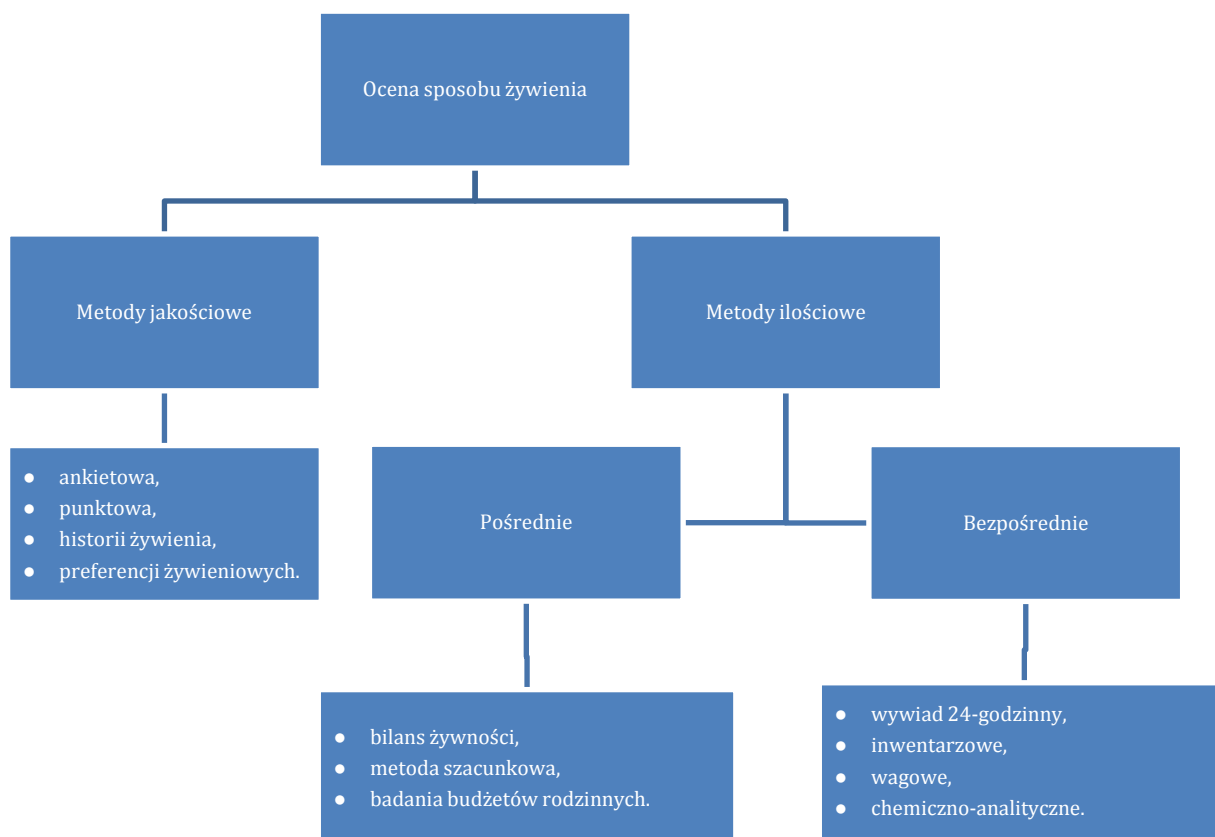 Ocena sposobu żywienia
Metody jakościowe
Metody ilościowe
● ankietowa,
● punktowa,
● historii żywienia,
● preferencji żywieniowych.
Pośrednie
Bezpośrednie
● bilans żywności,
● metoda szacunkowa,
● badania budżetów rodzinnych.
● wywiad 24-godzinny,
● inwentarzowe,
● wagowe,
● chemiczno-analityczne.